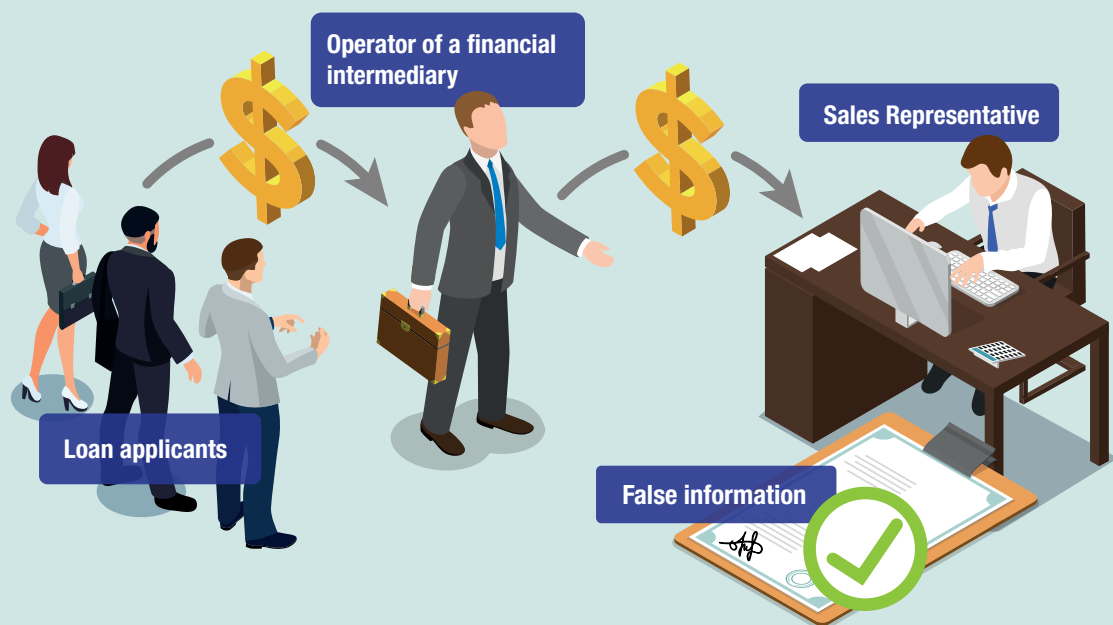 Operator of a financial
intermediary
Sales Representative
Loan applicants
False information